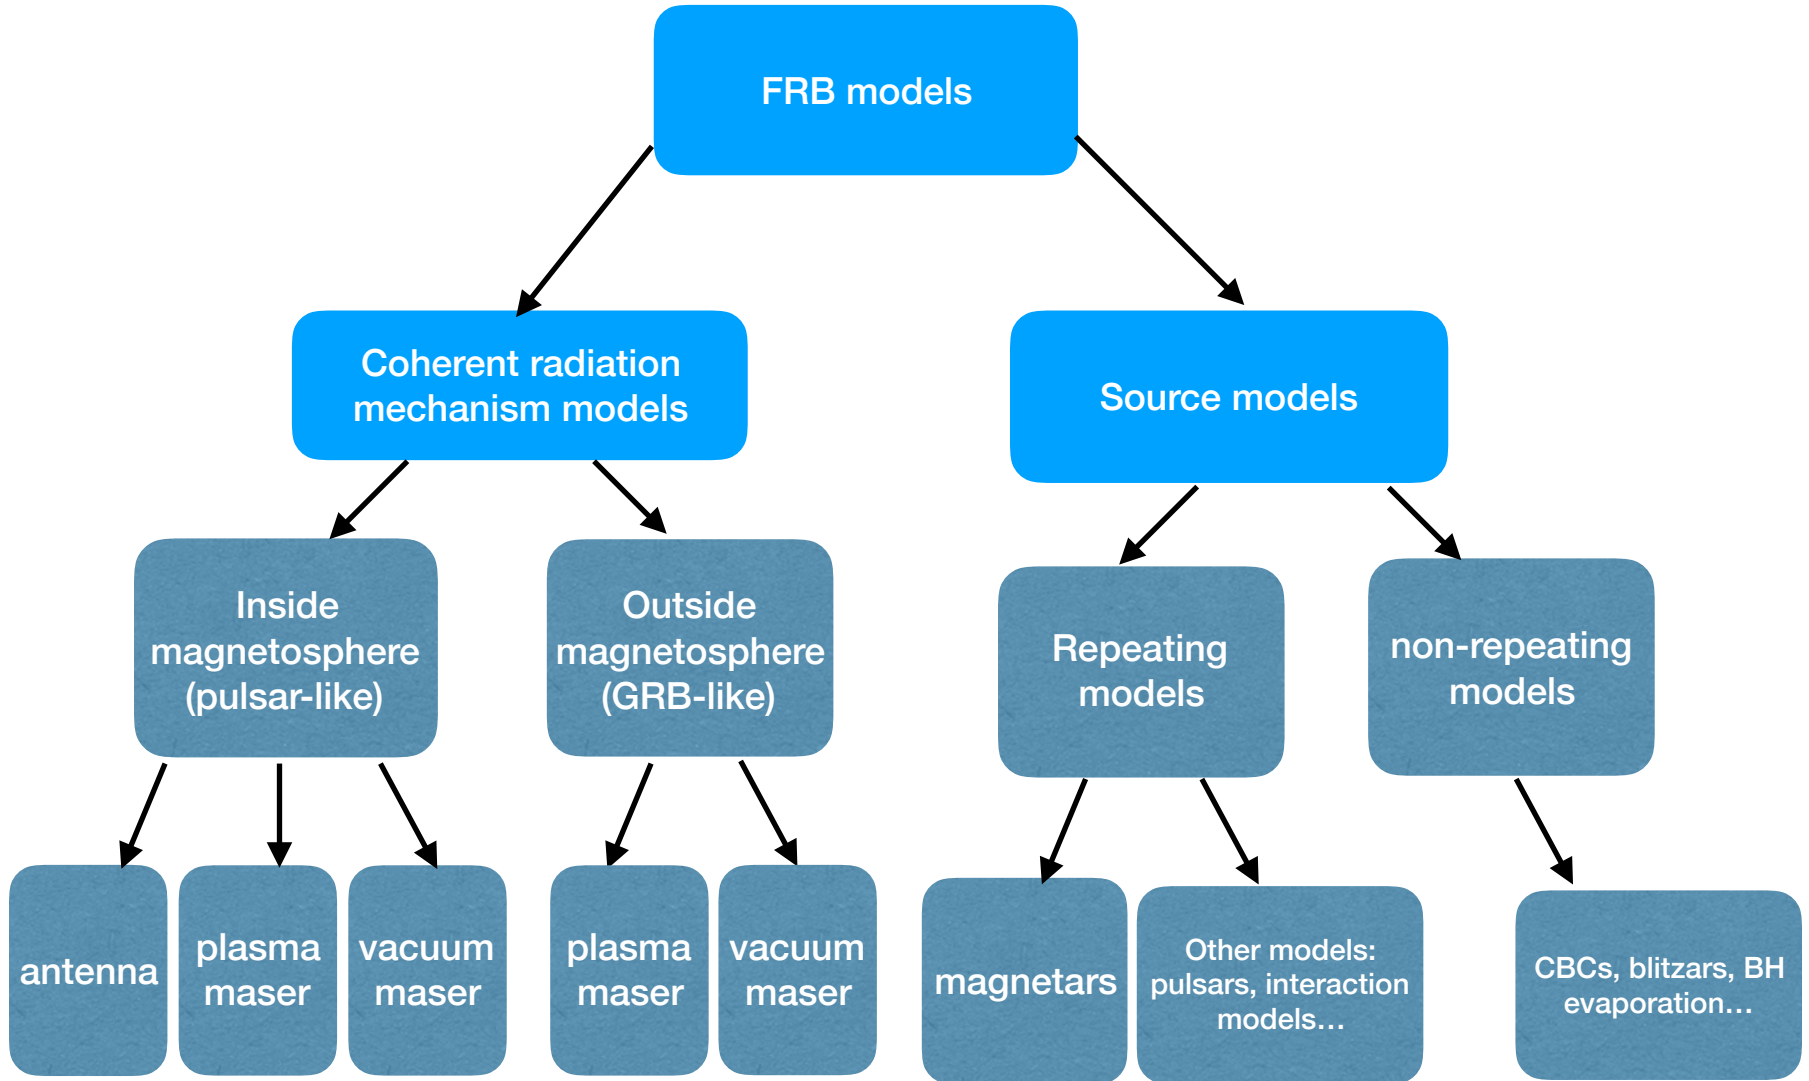 FRB models
Coherent radiation
mechanism models
Source models
Inside
magnetosphere
(pulsar-like)
Outside
magnetosphere
(GRB-like)
Repeating
models
non-repeating
models
antenna
plasma
maser
vacuum
maser
plasma
maser
vacuum
maser
magnetars
Other models:
pulsars, interaction
models...
CBCs, blitzars, BH
evaporation...